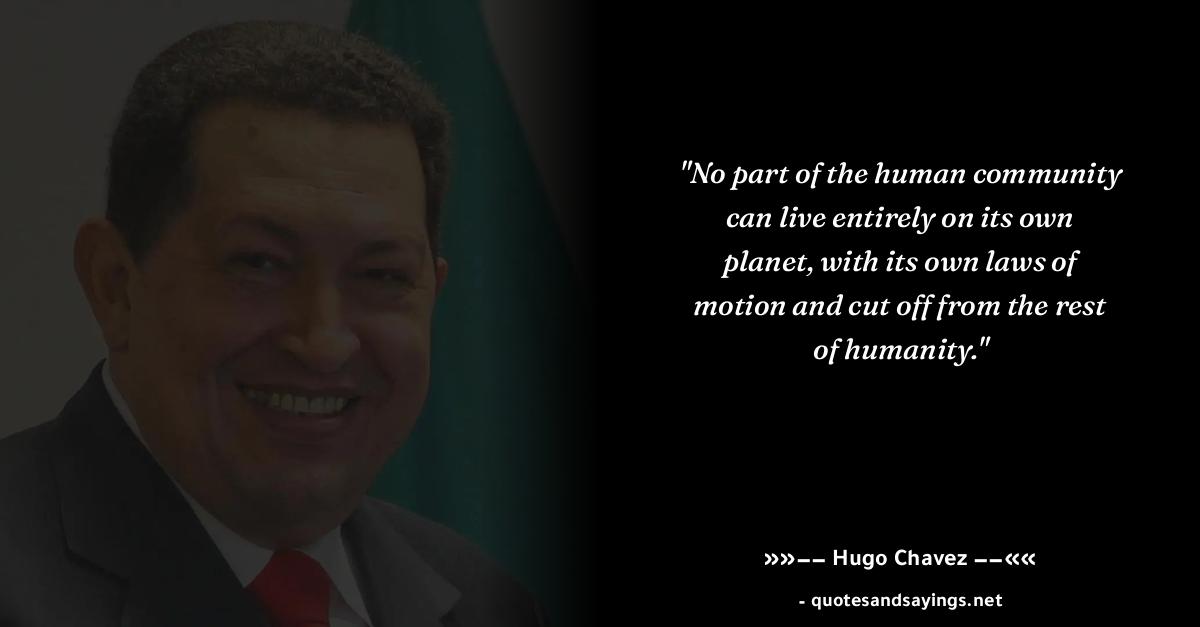 "No part of the human community
can live entirely on its own
planet, with its own laws of
motion and cut off from the rest
of humanity."
»»−− Hugo Chavez −−««
- quotesandsayings.net